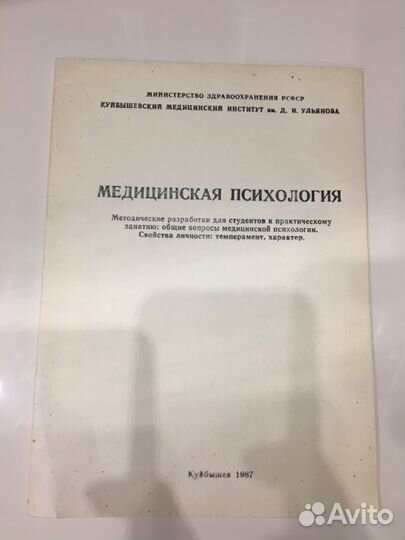 МИНИСТЕРСТВО ЗДРАВООХРАНЕНИЯ РСФСР
КУЙБЫШЕВСКИЙ МЕДИЦИНСКИЙ ИНСТИТУТ им. Д. И. УЛЬЯНОВА
МЕДИЦИНСКАЯ ПСИХОЛОГИЯ
Методические разработки для студентов к практическому
занятию: общие вопросы медицинской психологии.
Свойства личности: темперамент, характер.
Куйбышев 1987
Avito